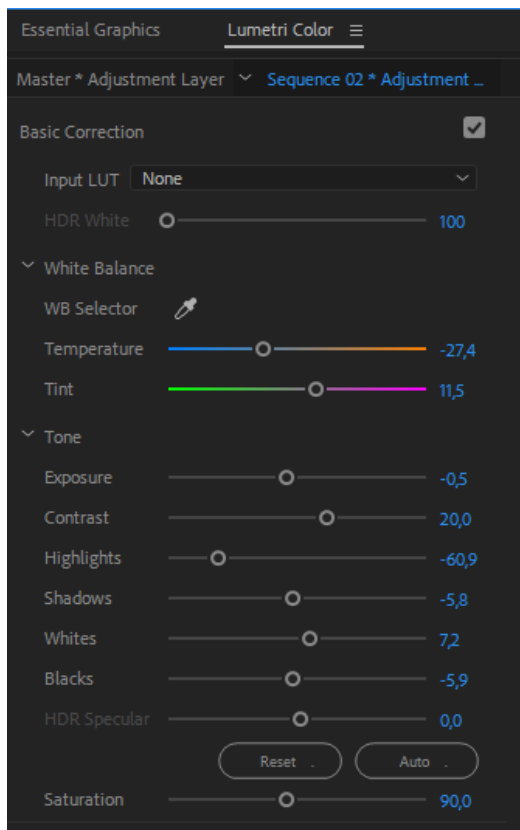 Essential Graphics Lumetri Color
Master * Adjustment Layer Sequence 02 * Adjustment ...
Basic Correction
Input LUT None
HDR White 100
White Balance
WB Selector
Temperature -27,4
Tint 11,5
Tone
Exposure -0,5
Contrast 20,0
Highlights -60,9
Shadows -5,8
Whites 7,2
Blacks -5,9
HDR Specular 0,0
Reset . Auto .
Saturation 90,0